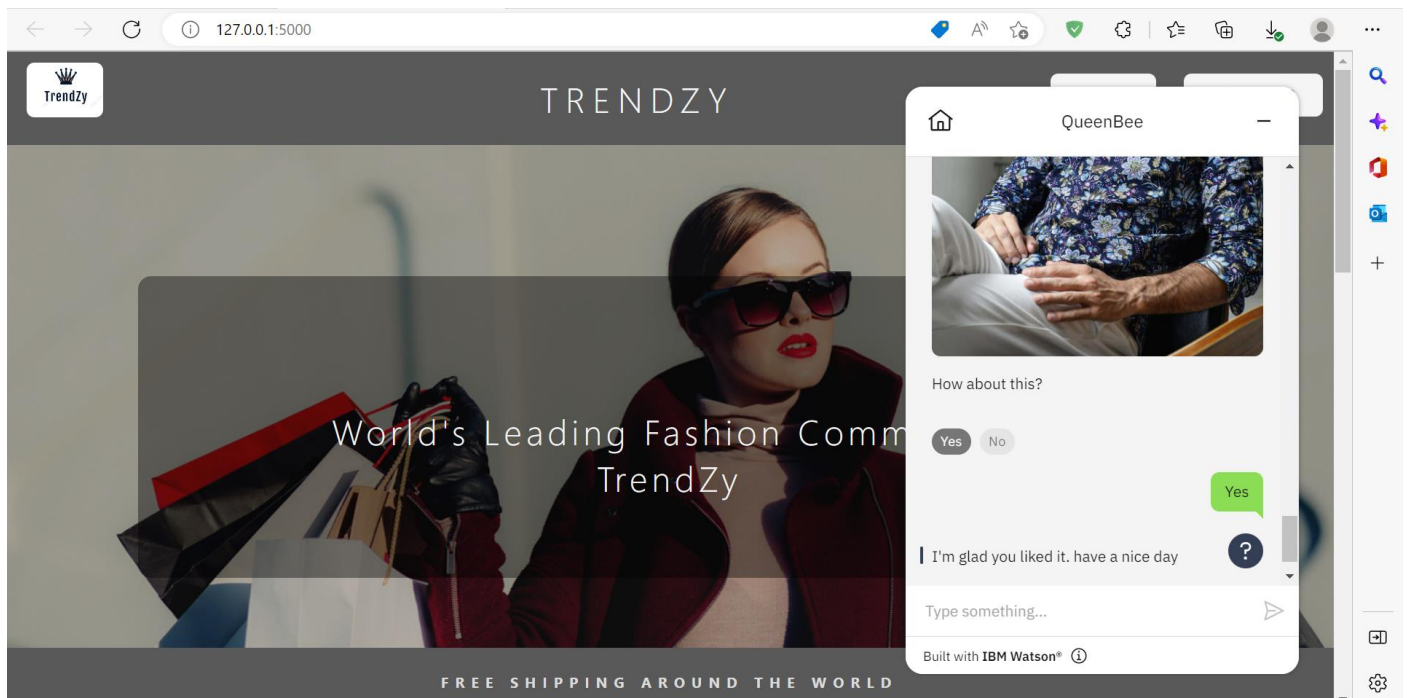 127.0.0.1:5000
TrendZy
TRENDZY
World's Leading Fashion Comm
TrendZy
FREE SHIPPING AROUND THE WORLD
QueenBee
How about this?
Yes
No
Yes
I'm glad you liked it. have a nice day
?
Type something...
Built with IBM Watson®